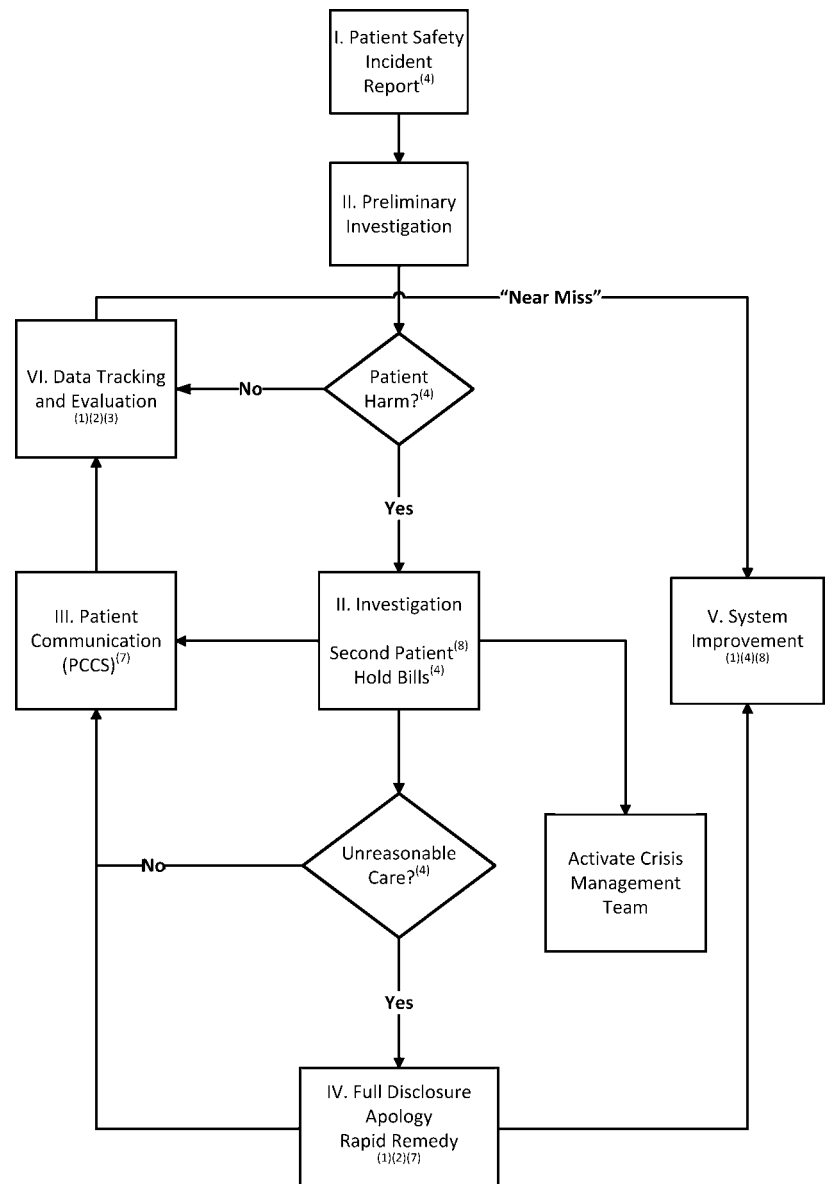 I. Patient Safety
Incident
Report(4)
II. Preliminary
Investigation
“Near Miss”
VI. Data Tracking
and Evaluation
(1)(2)(3)
No
Patient
Harm?(4)
Yes
III. Patient
Communication
(PCCS)(7)
II. Investigation
Second Patient(8)
Hold Bills(4)
V. System
Improvement
(1)(4)(8)
No
Unreasonable
Care?(4)
Activate Crisis
Management
Team
Yes
IV. Full Disclosure
Apology
Rapid Remedy
(1)(2)(7)